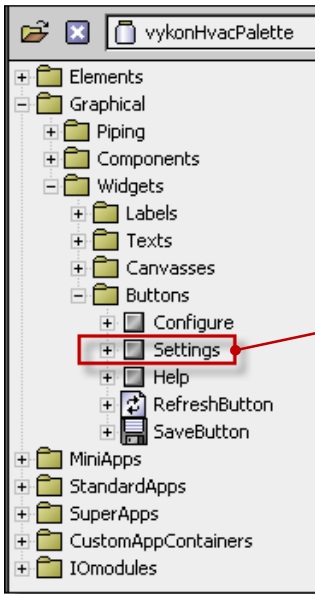 vykonHvacPalette
Elements
Graphical
Piping
Components
Widgets
Labels
Texts
Canvasses
Buttons
Configure
Settings
Help
RefreshButton
SaveButton
MiniApps
StandardApps
SuperApps
CustomAppContainers
IOmodules